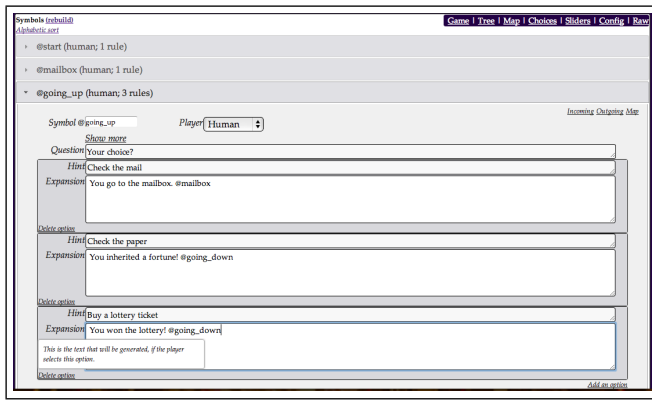 Symbols (rebuild)
Game | Tree | Map | Choices | Sliders | Config | Raw
Alphabetic sort
@start (human; 1 rule)
@mailbox (human; 1 rule)
@going_up (human; 3 rules)
Incoming Outgoing Map
Symbol @ going_up Player Human
Show more
Question Your choice?
Hint Check the mail
Expansion You go to the mailbox. @mailbox
Delete option
Hint Check the paper
Expansion You inherited a fortune! @going_down
Delete option
Hint Buy a lottery ticket
Expansion You won the lottery! @going_down
This is the text that will be generated, if the player
selects this option.
Delete option
Add an option